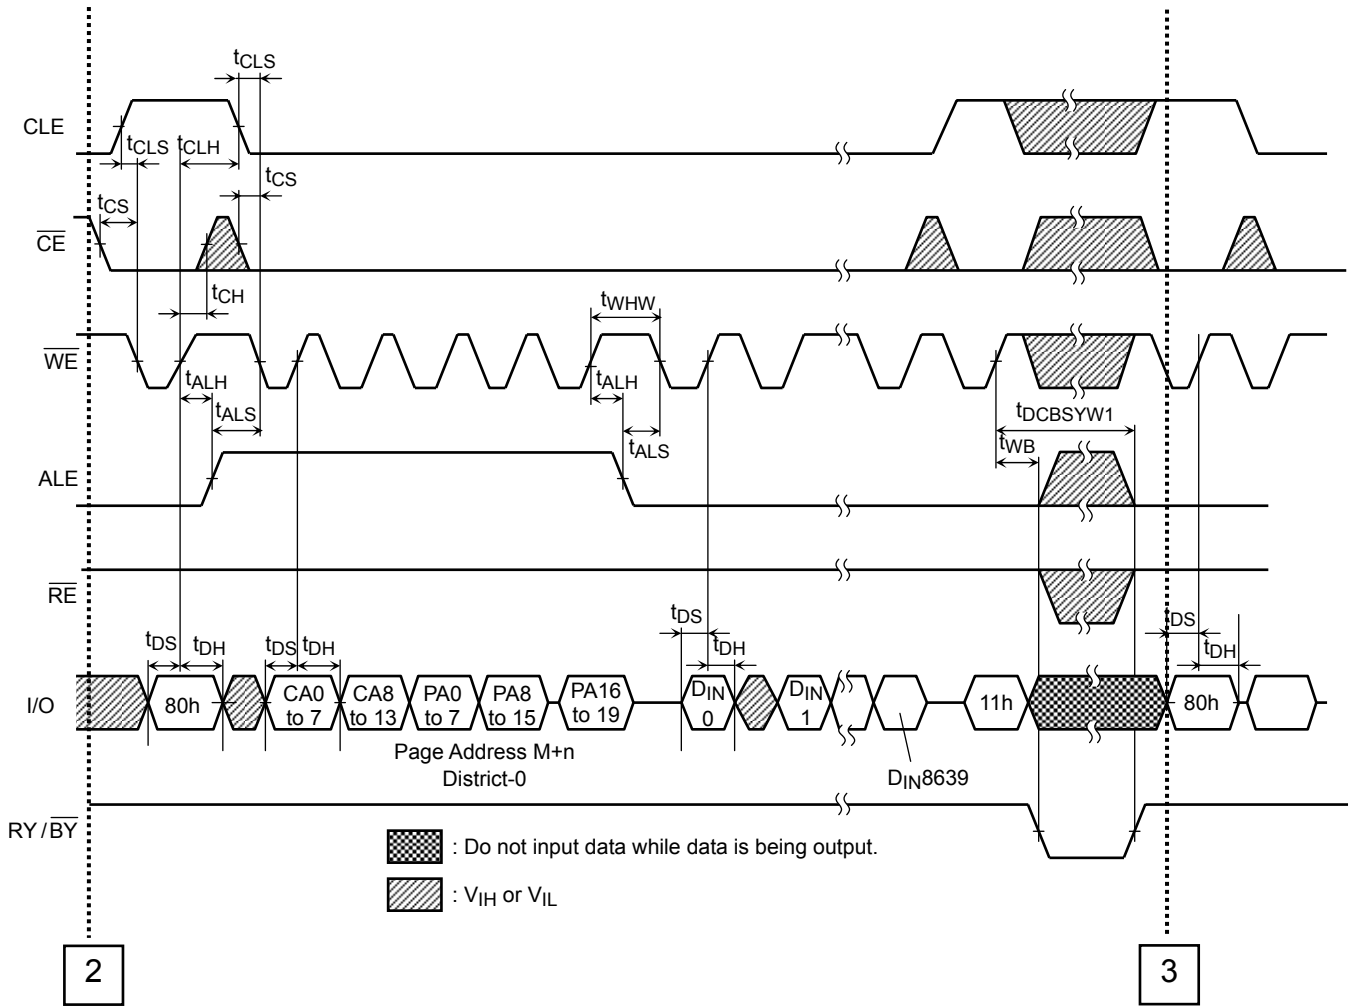 tCLS
CLE
tCLS
tCLH
tCS
tCS
CE
tCH
tWHW
WE
tALH
tALH
tALS
tALS
tDCBSYW1
tWB
ALE
RE
tDS
tDH
tDS
tDH
tDS
tDH
tDS
tDH
I/O
80h
CA0
to 7
CA8
to 13
PA0
to 7
PA8
to 15
PA16
to 19
DIN
0
DIN
1
11h
80h
Page Address M+n
District-0
DIN8639
RY/BY
: Do not input data while data is being output.
: VIH or VIL
2
3